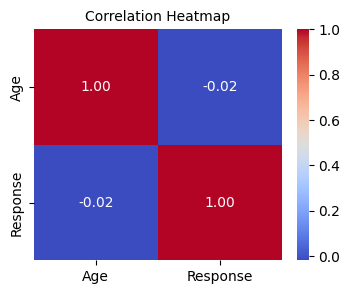 Correlation Heatmap
Age
Response
1.00
-0.02
-0.02
1.00
Age
Response
1.0
0.8
0.6
0.4
0.2
0.0